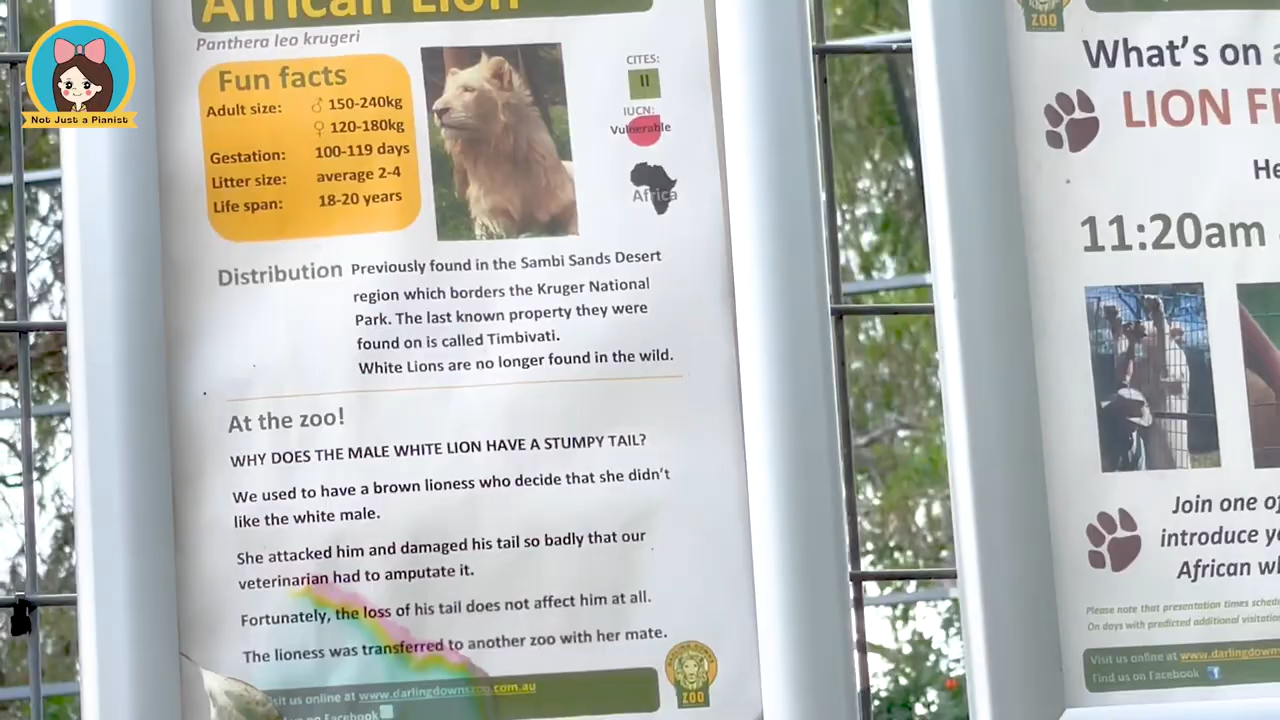 Not Just a Pianist
African Lion
Panthera leo krugeri
Fun facts
Adult size: ♂ 150-240kg
♀ 120-180kg
Gestation: 100-119 days
Litter size: average 2-4
Life span: 18-20 years
CITES:
II
IUCN:
Vulnerable
Africa
Distribution Previously found in the Sambi Sands Desert
region which borders the Kruger National
Park. The last known property they were
found on is called Timbivati.
White Lions are no longer found in the wild.
At the zoo!
WHY DOES THE MALE WHITE LION HAVE A STUMPY TAIL?
We used to have a brown lioness who decide that she didn't
like the white male.
She attacked him and damaged his tail so badly that our
veterinarian had to amputate it.
Fortunately, the loss of his tail does not affect him at all.
The lioness was transferred to another zoo with her mate.
ZOO
us online at www.darlingdownszoo.com.au
on Facebook
ZOO
What's on a
LION F
He
11:20am
Join one of
introduce y
African w
Please note that presentation times sched
On days with predicted additional visitatio
Visit us online at www.darlingdowns
Find us on Facebook f